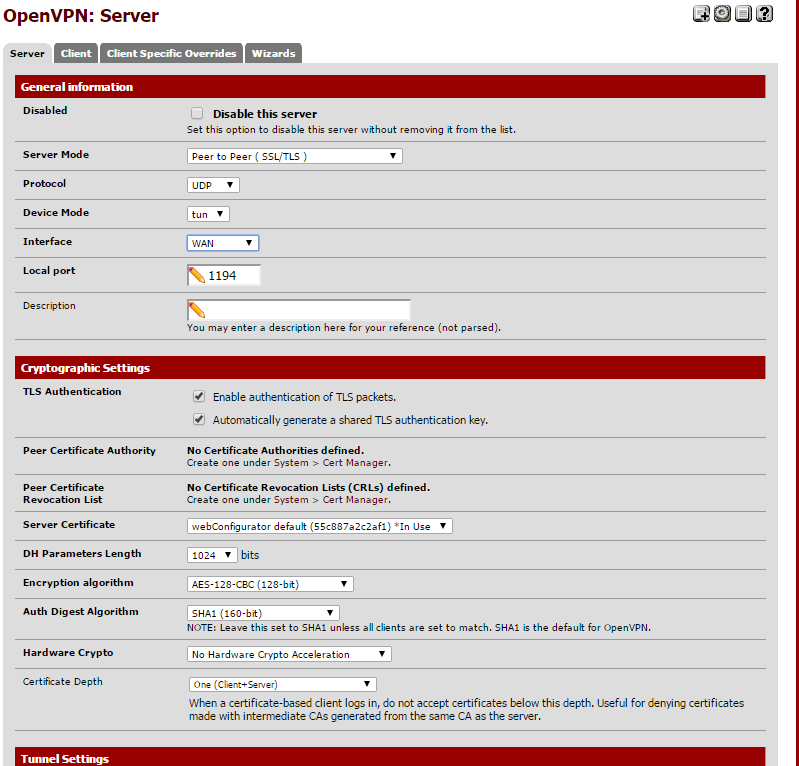 OpenVPN: Server
Server Client Client Specific Overrides Wizards
General information
Disabled
Disable this server
Set this option to disable this server without removing it from the list.
Server Mode
Peer to Peer ( SSL/TLS )
Protocol
UDP
Device Mode
tun
Interface
WAN
Local port
1194
Description
You may enter a description here for your reference (not parsed).
Cryptographic Settings
TLS Authentication
Enable authentication of TLS packets.
Automatically generate a shared TLS authentication key.
Peer Certificate Authority
No Certificate Authorities defined.
Create one under System > Cert Manager.
Peer Certificate
Revocation List
No Certificate Revocation Lists (CRLs) defined.
Create one under System > Cert Manager.
Server Certificate
webConfigurator default (55c887a2c2af1) *In Use
DH Parameters Length
1024 bits
Encryption algorithm
AES-128-CBC (128-bit)
Auth Digest Algorithm
SHA1 (160-bit)
NOTE: Leave this set to SHA1 unless all clients are set to match. SHA1 is the default for OpenVPN.
Hardware Crypto
No Hardware Crypto Acceleration
Certificate Depth
One (Client+Server)
When a certificate-based client logs in, do not accept certificates below this depth. Useful for denying certificates
made with intermediate CAs generated from the same CA as the server.
Tunnel Settings